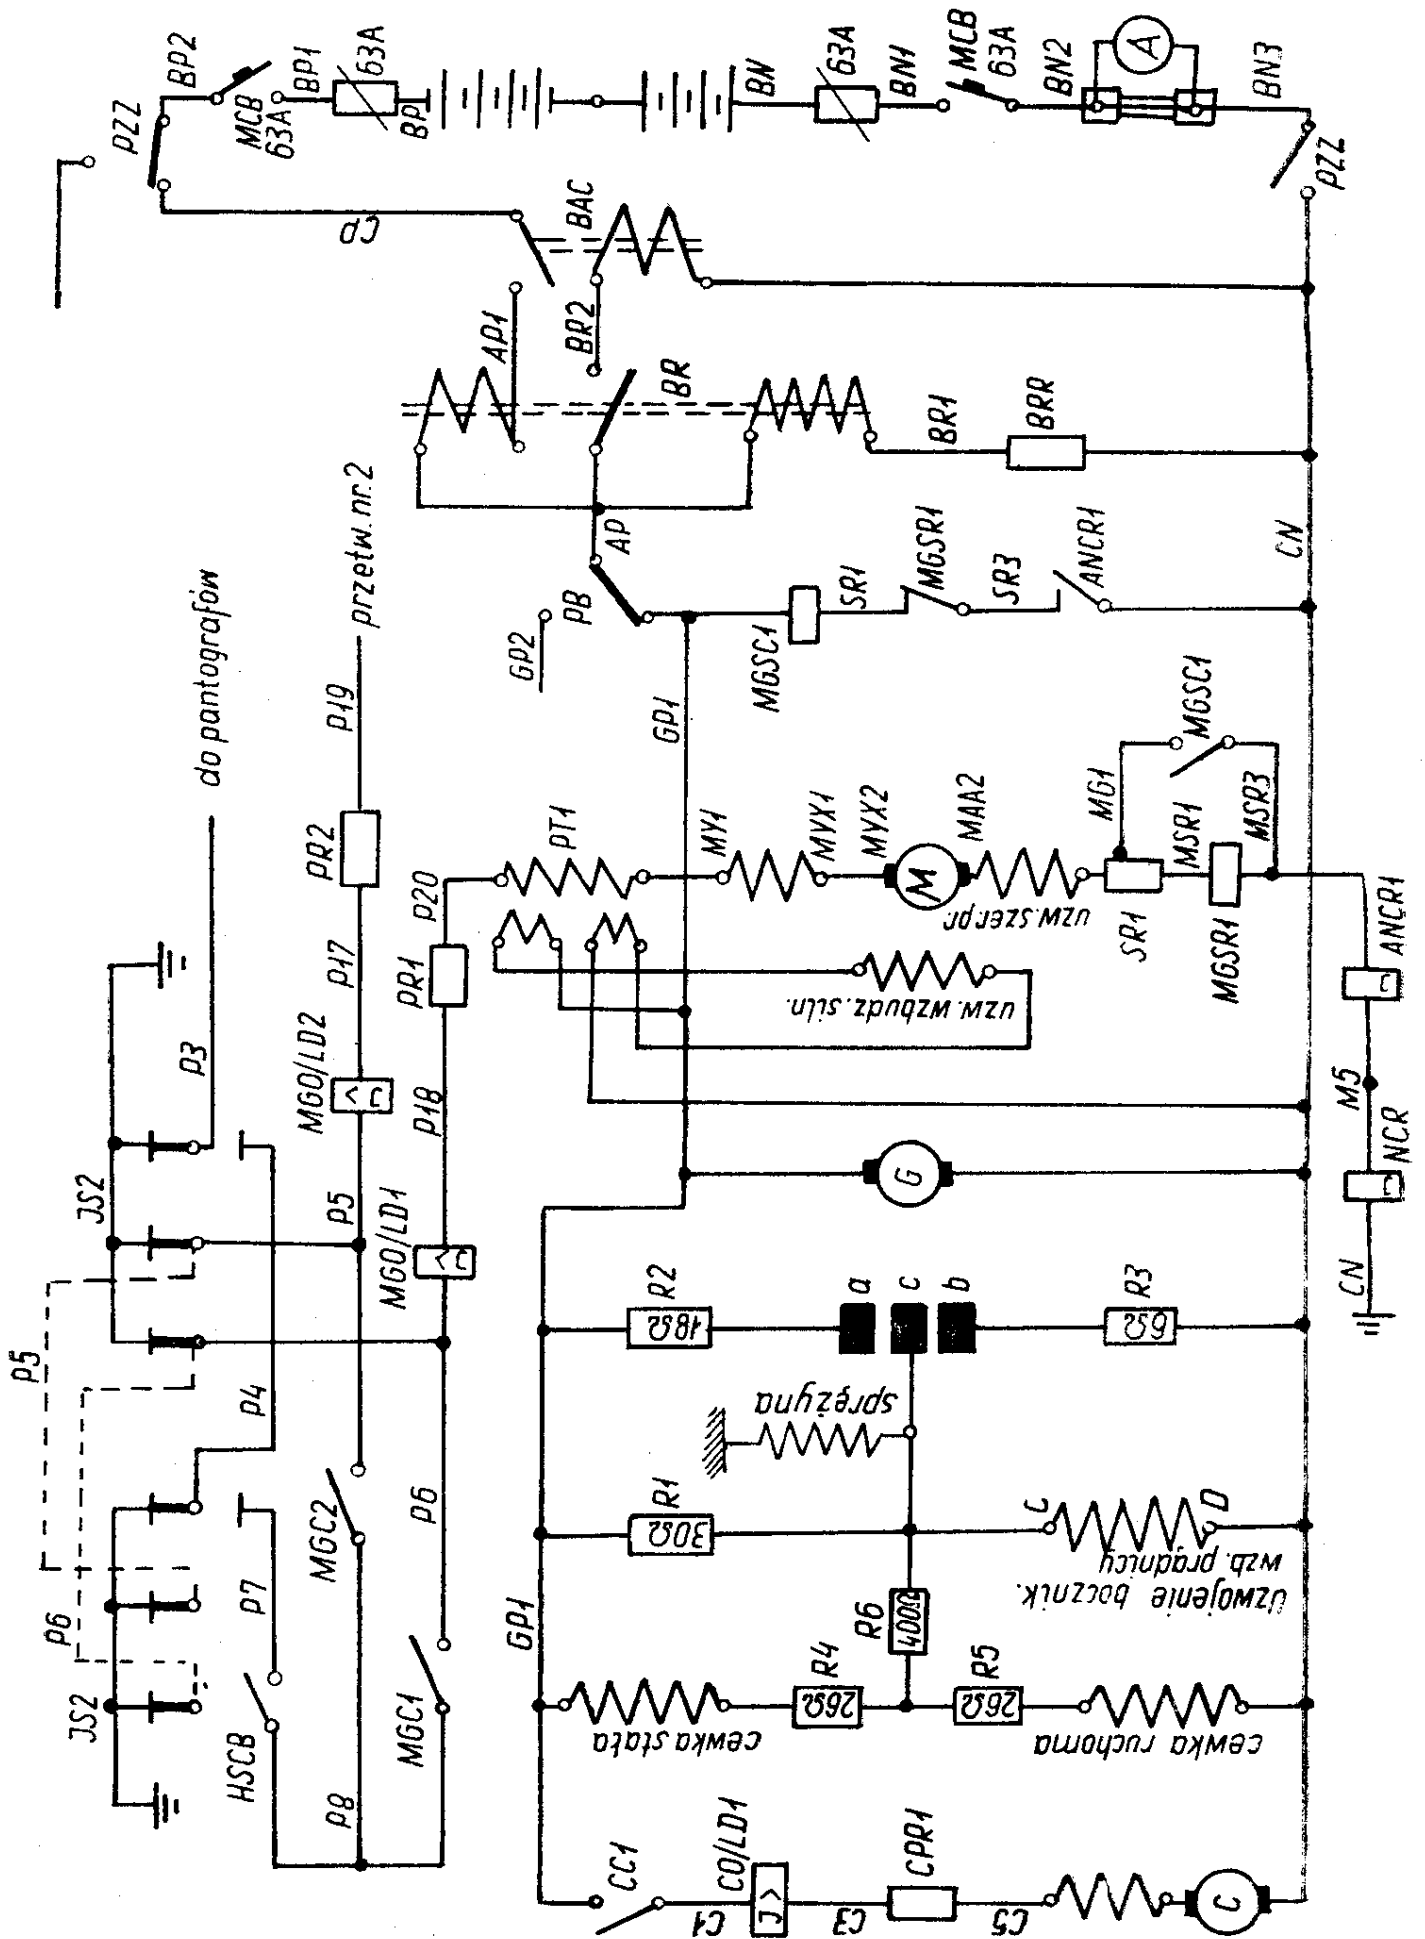 PZZ
BP2
MCB
63A
BP1
63A
BP
BN
63A
BN1
MCB
63A
BN2
A
BN3
PZZ
Cp
BAC
AP1
BR2
BR
BR1
BRR
przetw. nr. 2
do pantografów
AP
PB
GP2
GP1
MGSC1
SR1
MGSR1
SR3
ANCR1
CN
P19
PR2
P17
P20
PR1
P18
PT1
MY1
MYX1
MYX2
M
MAA2
uzw. szer. pr.
uzw. wzbudz. siln.
MG1
MGSC1
MSR1
MSR3
SR1
MGSR1
ANCR1
M5
NCR
CN
P3
JS2
MGO/LD2
P5
MGO/LD1
G
P5
P4
P6
JS2
P7
HSCB
MGC2
P8
MGC1
P6
R2
18Ω
a
c
b
R3
6Ω
sprężyna
R1
30Ω
C
D
Uzwojenie bocznik.
wzb. prądnicy
GP1
R6
400Ω
R4
26Ω
R5
26Ω
cewka stała
cewka ruchoma
CC1
C1
CO/LD1
J >
C3
CPR1
C5
C